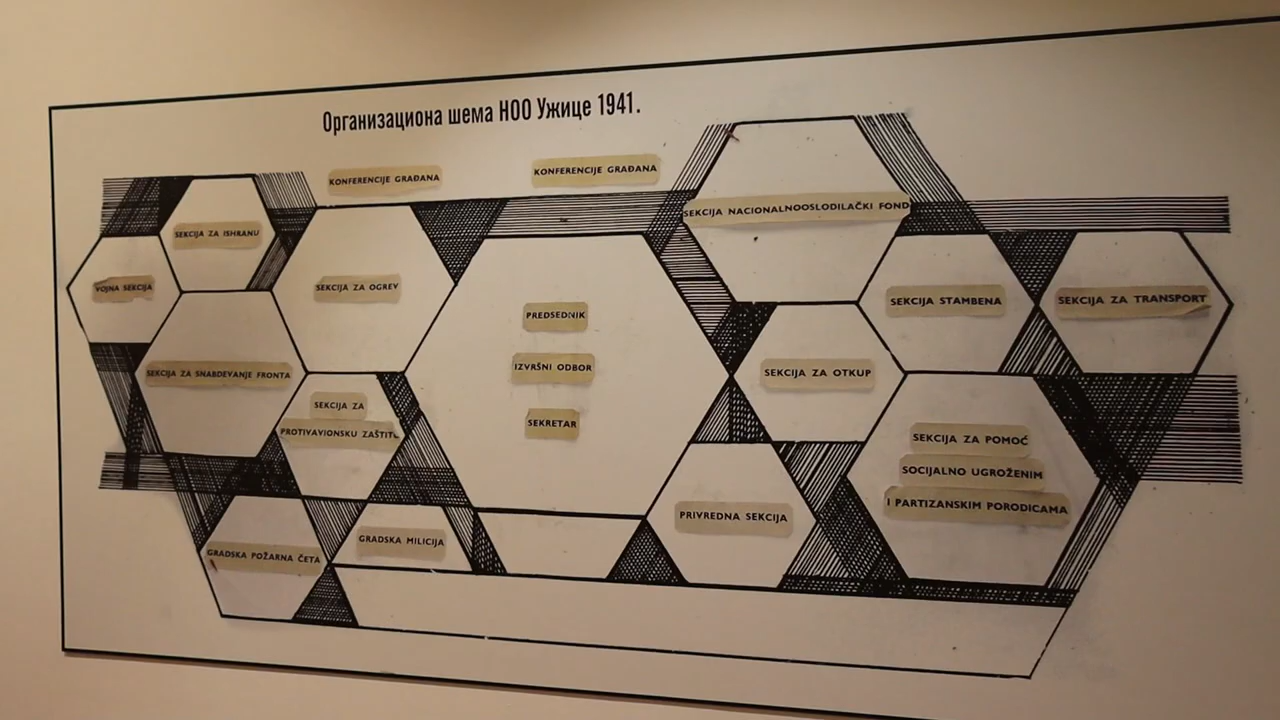 Организациона шема НОО Ужице 1941.
KONFERENCIJE GRAĐANA
KONFERENCIJE GRAĐANA
SEKCIJA NACIONALNOOSLODILAČKI FOND
SEKCIJA ZA ISHRANU
VOJNA SEKCIJA
SEKCIJA ZA OGREV
SEKCIJA STAMBENA
SEKCIJA ZA TRANSPORT
PREDSEDNIK
IZVRŠNI ODBOR
SEKRETAR
SEKCIJA ZA SNABDEVANJE FRONTA
SEKCIJA ZA OTKUP
SEKCIJA ZA
PROTIVAVIONSKU ZAŠTITU
SEKCIJA ZA POMOĆ
SOCIJALNO UGROŽENIM
I PARTIZANSKIM PORODICAMA
PRIVREDNA SEKCIJA
GRADSKA MILICIJA
GRADSKA POŽARNA ČETA